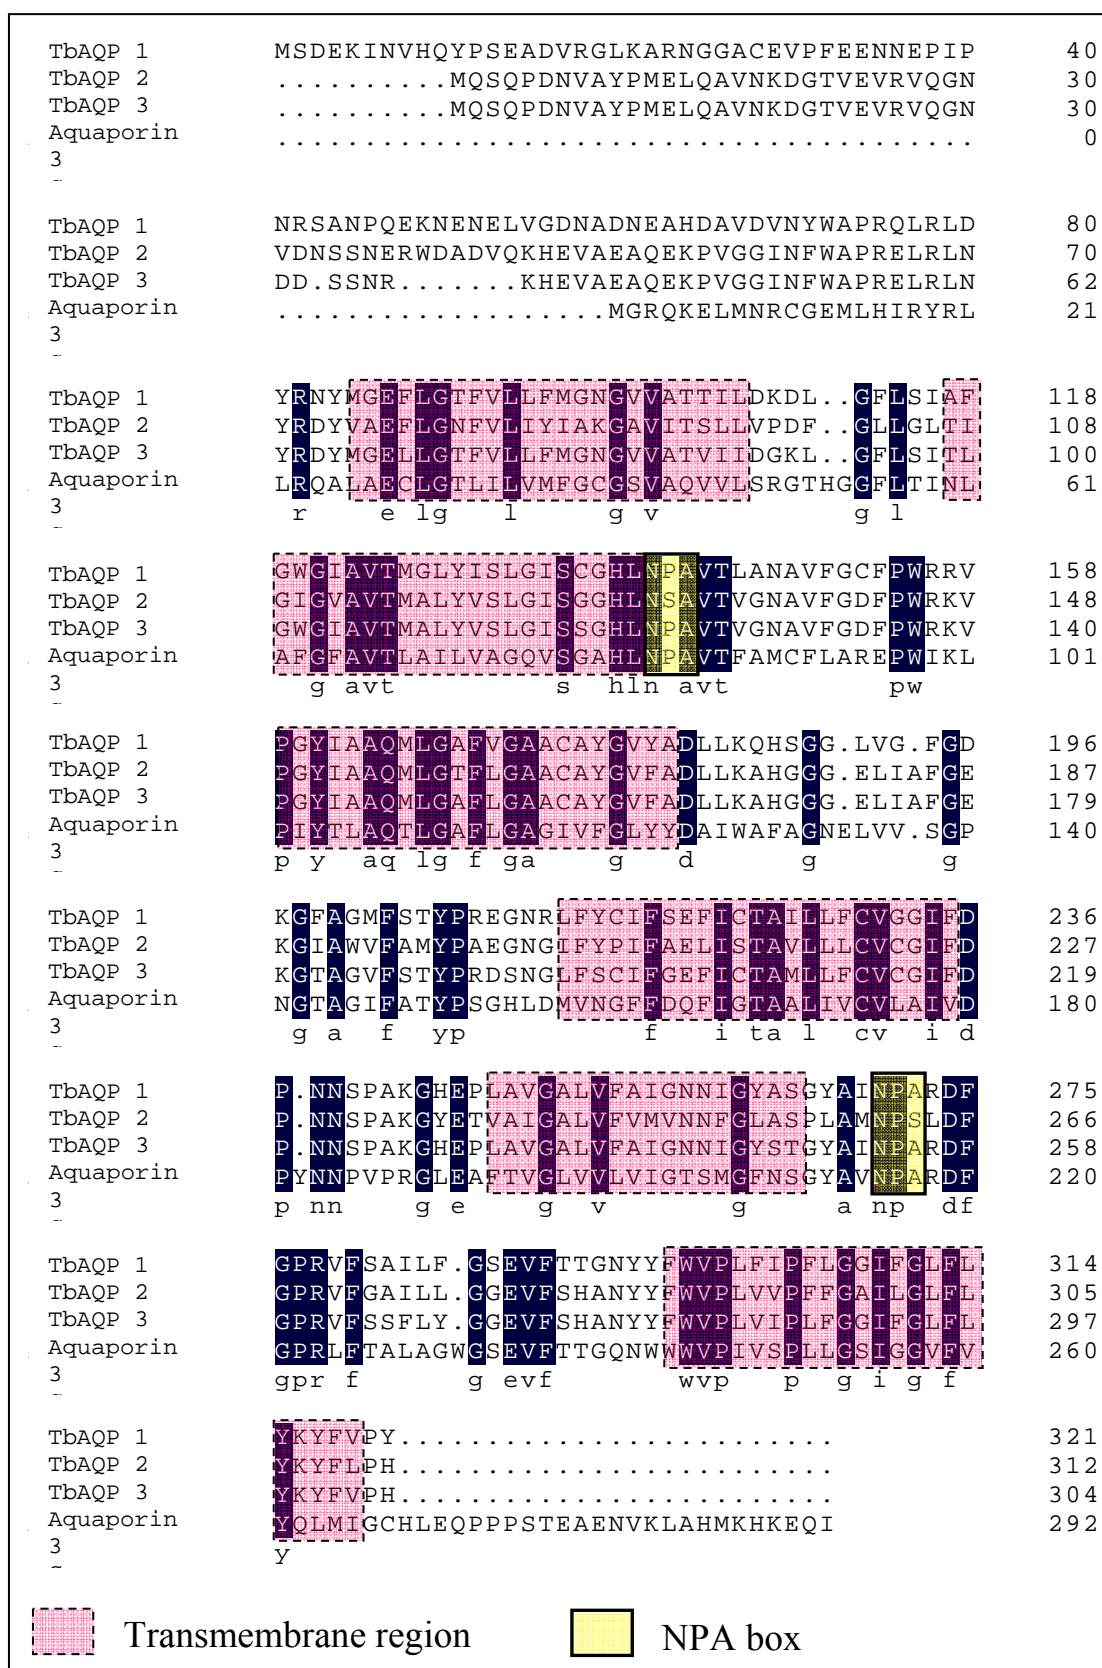 TbAQP 1 MSDEKINVHQYPSEADVRGLKARNGGACEVPFEENNEPIP 40
TbAQP 2 ..........MQSQPDNVAYPMELQAVNKDGTVEVRVQGN 30
TbAQP 3 ..........MQSQPDNVAYPMELQAVNKDGTVEVRVQGN 30
Aquaporin ........................................ 0
3
TbAQP 1 NRSANPQEKNENELVGDNADNEAHDAVDVNYWAPRQLRLD 80
TbAQP 2 VDNSSNERWDADVQKHEVAEAQEKPVGGINFWAPRELRLN 70
TbAQP 3 DD.SSNR.......KHEVAEAQEKPVGGINFWAPRELRLN 62
Aquaporin ...................MGRQKELMNRCGEMLHIRYRL 21
3
TbAQP 1 YRNYMGEFLGTFVLLFMGNGVVATTILDKDL..GFLSIAF 118
TbAQP 2 YRDYVAEFLGNFVLIYIAKGAVITSLLVPDF..GLLGLTI 108
TbAQP 3 YRDYMGELLGTFVLLFMGNGVVATVIIDGKL..GFLSITL 100
Aquaporin LRQALAECLGTLILVMFGCGSVAQVVLSRGTHGGFLTINL 61
3
r e lg l g v g l
TbAQP 1 GWGIAVTMGLYISLGISCGHLNPAVTLANAVFGCFPWRRV 158
TbAQP 2 GIGVAVTMALYVSLGISGGHLNSAVTVGNAVFGDFPWRKV 148
TbAQP 3 GWGIAVTMALYVSLGISSGHLNPAVTVGNAVFGDFPWRKV 140
Aquaporin AFGFAVTLAILVAGQVSGAHLNPAVTFAMCFLAREPWIKL 101
3
g avt s hln avt pw
TbAQP 1 PGYIAAQMLGAFVGAACAYGVYADLLKQHSGG.LVG.FGD 196
TbAQP 2 PGYIAAQMLGTFLGAACAYGVFADLLKAHGGG.ELIAFGE 187
TbAQP 3 PGYIAAQMLGAFLGAACAYGVFADLLKAHGGG.ELIAFGE 179
Aquaporin PIYTLAQTLGAFLGAGIVFGLYYDAIWAFAGNELVV.SGP 140
3
p y aq lg f ga g d g g
TbAQP 1 KGFAGMFSTYPREGNRLFYCIFSEFICTAILLFCVGGIFD 236
TbAQP 2 KGIAWVFAMYPAEGNGIFYPIFAELISTAVLLLCVCGIFD 227
TbAQP 3 KGTAGVFSTYPRDSNGLFSCIFGEFICTAMLLFCVCGIFD 219
Aquaporin NGTAGIFATYPSGHLDMVNGFFDQFIGTAALIVCVLAIVD 180
3
g a f yp f i ta l cv i d
TbAQP 1 P.NNSPAKGHEPLAVGALVFAIGNNIGYASGYAINPARDF 275
TbAQP 2 P.NNSPAKGYETVAIGALVFVMVNNFGLASPLAMNPSLDF 266
TbAQP 3 P.NNSPAKGHEPLAVGALVFAIGNNIGYSTGYAINPARDF 258
Aquaporin PYNNPVPRGLEAFTVGLVVLVIGTSMGFNSGYAVNPARDF 220
3
p nn g e g v g a np df
TbAQP 1 GPRVFSAILF.GSEVFTTGNYYFWVPLFIPFLGGIFGLFL 314
TbAQP 2 GPRVFGAILL.GGEVFSHANYYFWVPLVVPFFGAILGLFL 305
TbAQP 3 GPRVFSSFLY.GGEVFSHANYYFWVPLVIPLFGGIFGLFL 297
Aquaporin GPRLFTALAGWGSEVFTTGQNWWWVPIVSPLLGSIGGVFV 260
3
gpr f g evf wvp p g i g f
TbAQP 1 YKYFVPY......................... 321
TbAQP 2 YKYFLPH......................... 312
TbAQP 3 YKYFVPH......................... 304
Aquaporin YQLMIGCHLEQPPPSTEAENVKLAHMKHKEQI 292
3
y
Transmembrane region
NPA box